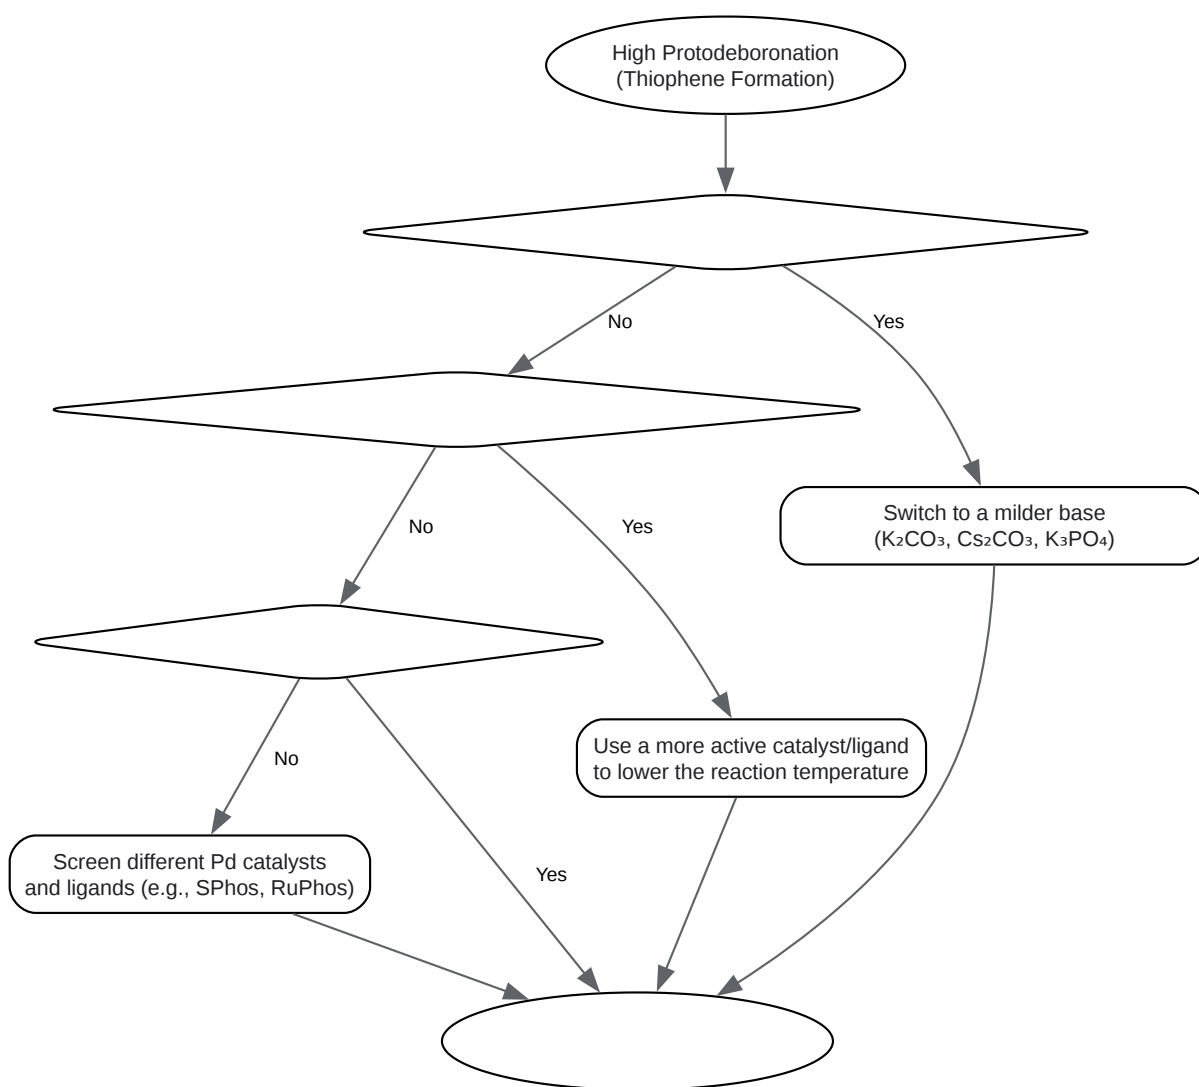 High Protodeboronation
(Thiophene Formation)
No
Yes
Switch to a milder base
(K₂CO₃, Cs₂CO₃, K₃PO₄)
No
Yes
Use a more active catalyst/ligand
to lower the reaction temperature
No
Screen different Pd catalysts
and ligands (e.g., SPhos, RuPhos)
Yes